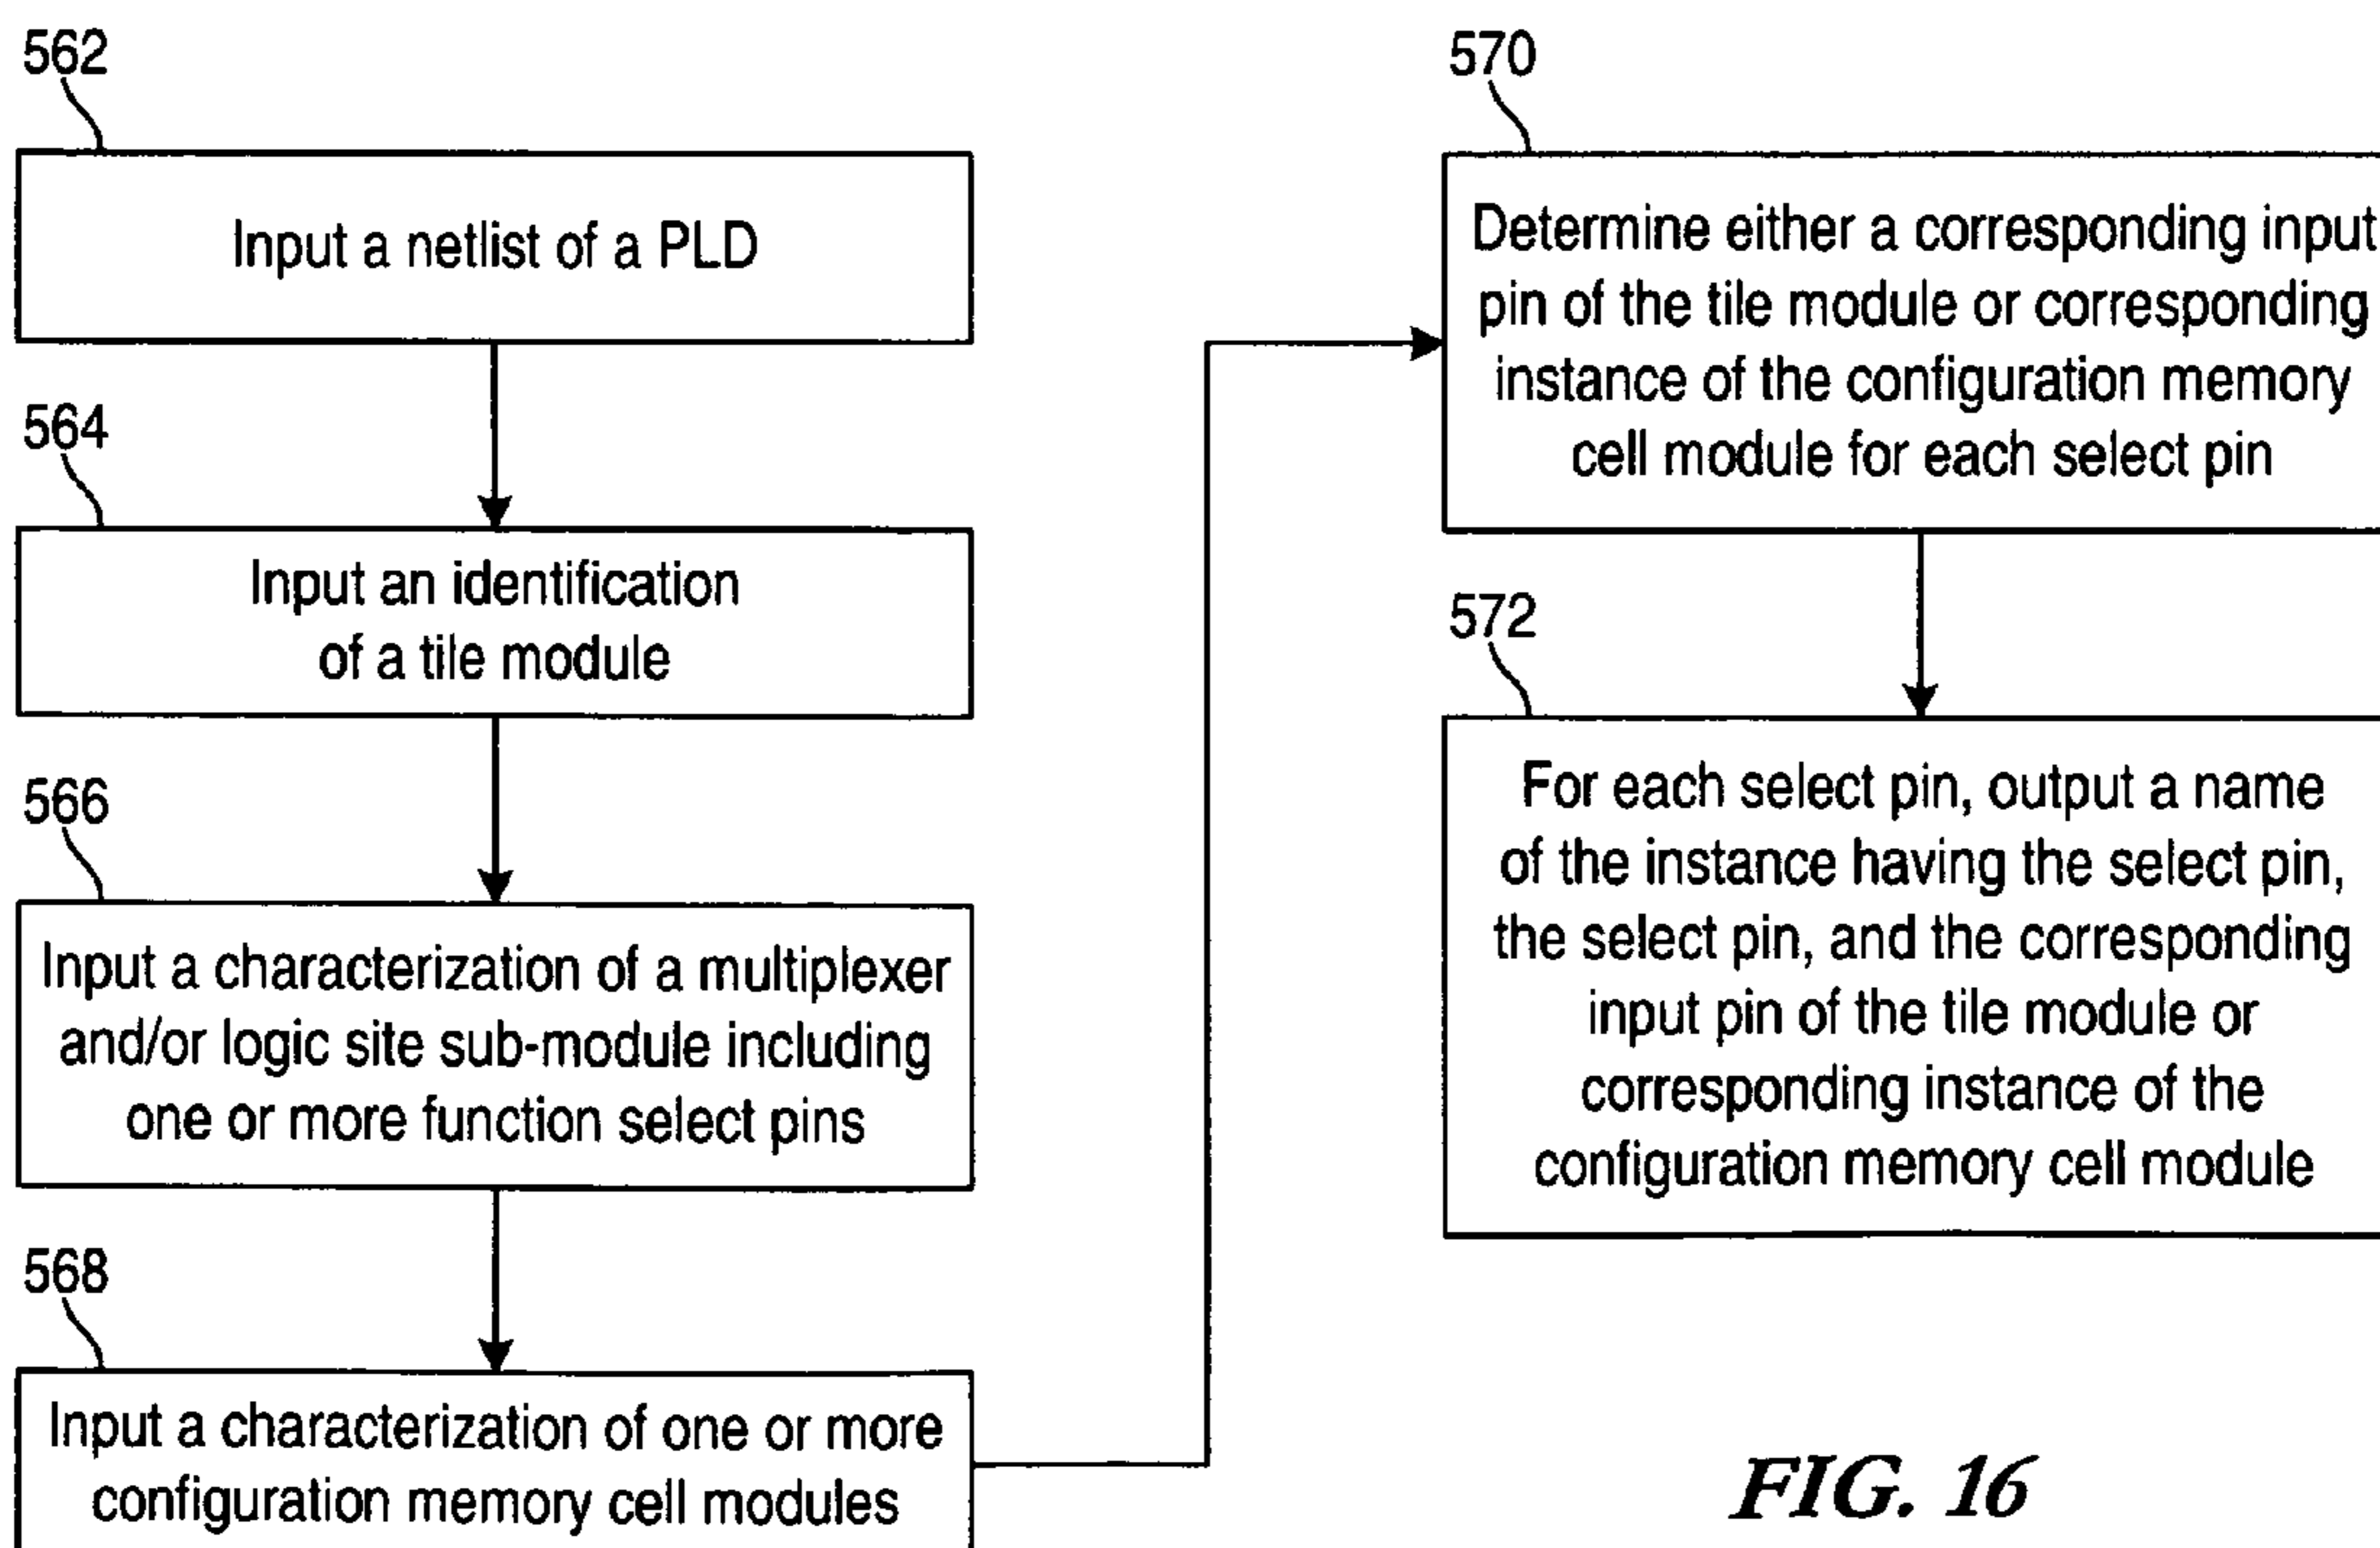 562
Input a netlist of a PLD
564
Input an identification
of a tile module
566
Input a characterization of a multiplexer
and/or logic site sub-module including
one or more function select pins
568
Input a characterization of one or more
configuration memory cell modules
570
Determine either a corresponding input
pin of the tile module or corresponding
instance of the configuration memory
cell module for each select pin
572
For each select pin, output a name
of the instance having the select pin,
the select pin, and the corresponding
input pin of the tile module or
corresponding instance of the
configuration memory cell module
FIG. 16